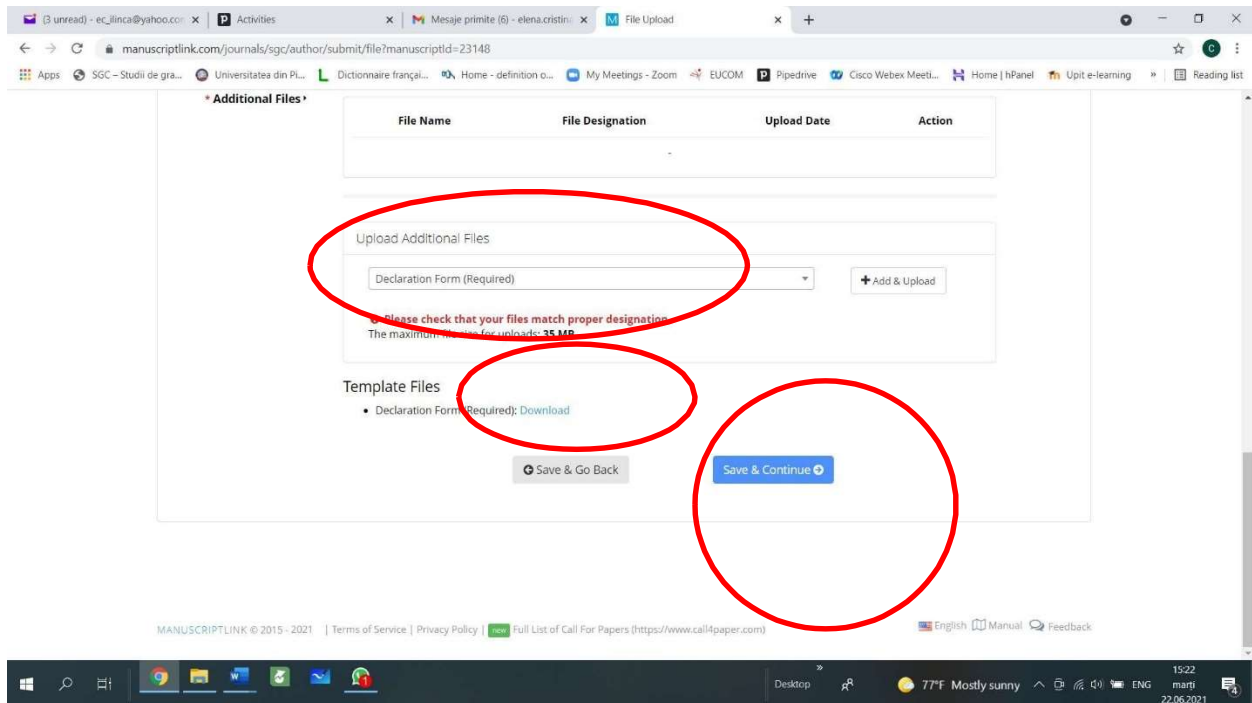 (3 unread) - ec_ilinca@yahoo.con
Activities
Mesaje primite (6) - elena.cristin
File Upload
manuscriptlink.com/journals/sgc/author/submit/file?manuscriptId=23148
C
Apps
SGC – Studii de gra...
Universitatea din Pi...
Dictionnaire françai...
Home - definition o...
My Meetings - Zoom
EUCOM
Pipedrive
Cisco Webex Meeti...
Home | hPanel
Upit e-learning
»
Reading list
* Additional Files
File Name File Designation Upload Date Action
-
Upload Additional Files
Declaration Form (Required)
Add & Upload
Please check that your files match proper designation
The maximum file size for uploads: 35 MB
Template Files
• Declaration Form (Required): Download
Save & Go Back
Save & Continue
MANUSCRIPTLINK © 2015 - 2021 | Terms of Service | Privacy Policy | new Full List of Call For Papers (https://www.call4paper.com)
English Manual Feedback
Desktop
»
77°F Mostly sunny
ENG
15:22
marți
22.06.2021
4